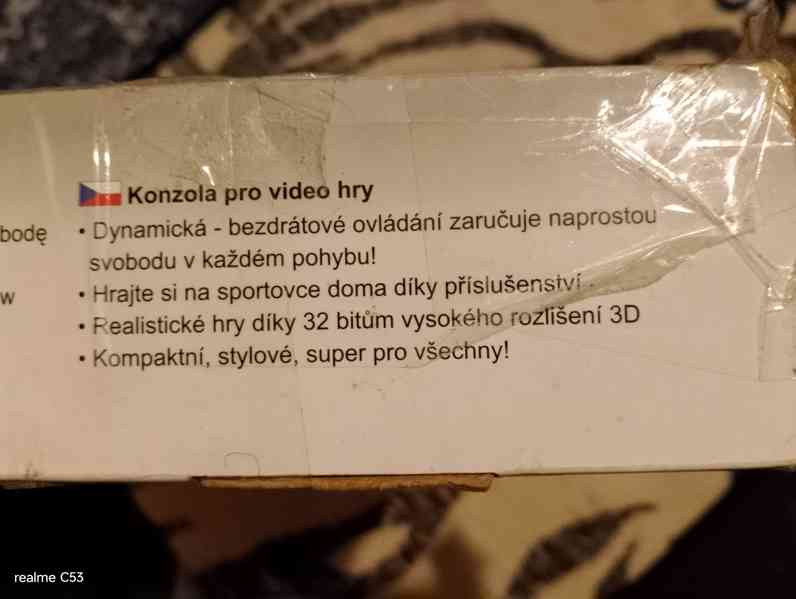 Konzola pro video hry
• Dynamická - bezdrátové ovládání zaručuje naprostou
svobodu v každém pohybu!
• Hrajte si na sportovce doma díky příslušenství
• Realistické hry díky 32 bitům vysokého rozlišení 3D
• Kompaktní, stylové, super pro všechny!
bodę
w
realme C53